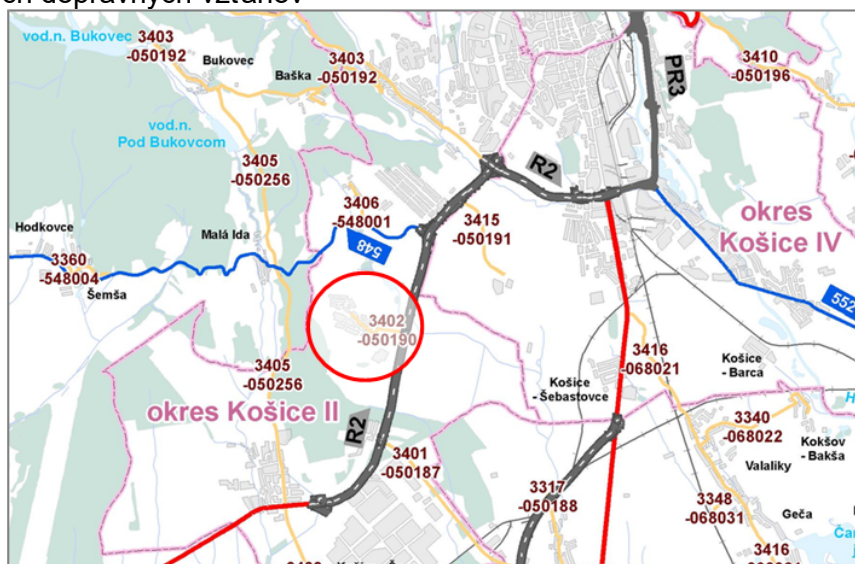 vod.n. Bukovec
3403
-050192
Bukovec
Baška
3403
-050192
3410
-050196
PR3
vod.n.
Pod Bukovcom
3405
-050256
R2
3406
-548001
3415
-050191
okres
Košice IV
Hodkovce
Malá Ida
548
3360
-548004
Šemša
552
3402
-050190
3416
-068021
Košice
- Barca
3405
-050256
Košice
- Šebastovce
okres Košice II
R2
3340
-068022
Kokšov
- Bakša
3401
-050187
Valaliky
3317
-050188
3348
-068031
Geča
3416